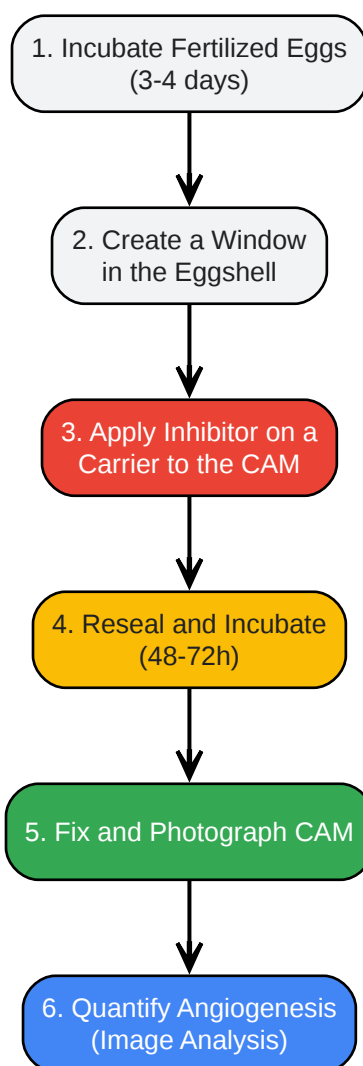 1. Incubate Fertilized Eggs
(3-4 days)
2. Create a Window
in the Eggshell
3. Apply Inhibitor on a
Carrier to the CAM
4. Reseal and Incubate
(48-72h)
5. Fix and Photograph CAM
6. Quantify Angiogenesis
(Image Analysis)